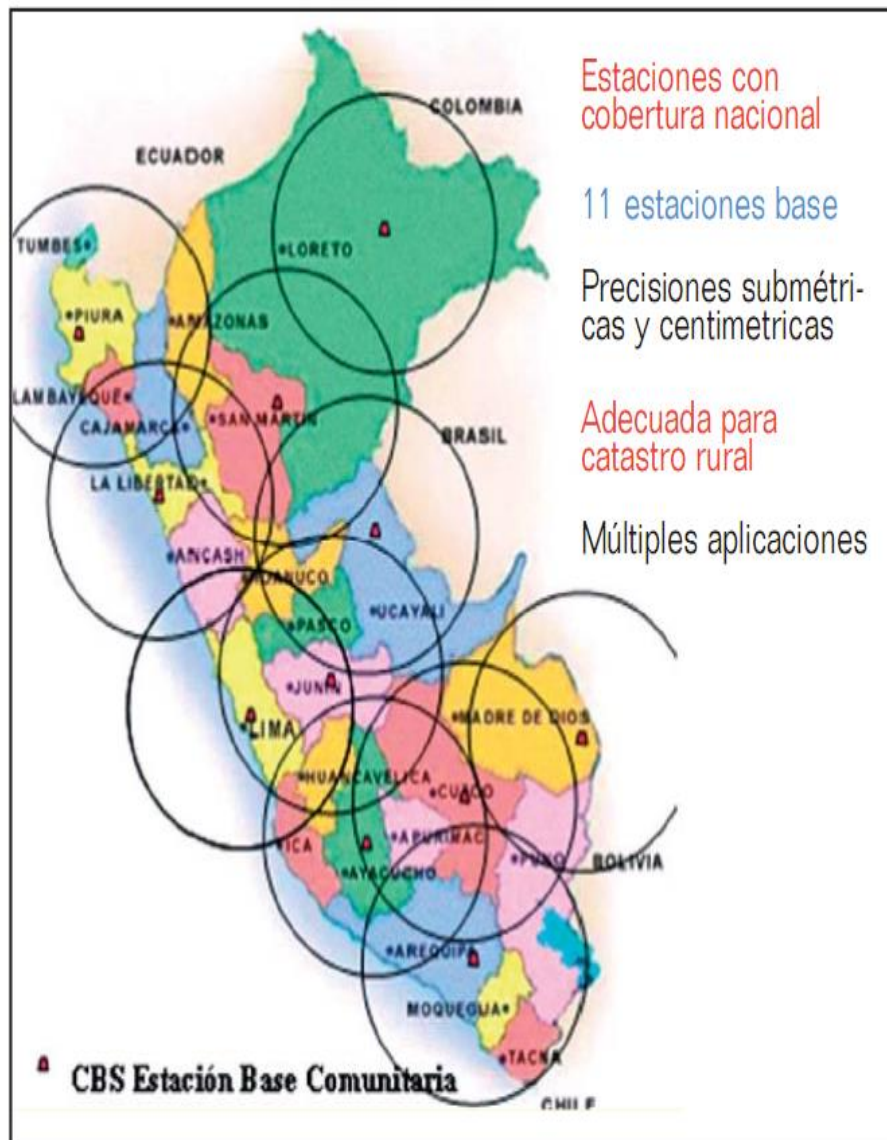 Estaciones con
cobertura nacional
11 estaciones base
Precisiones submétri-
cas y centimetricas
Adecuada para
catastro rural
Múltiples aplicaciones
COLOMBIA
ECUADOR
TUMBES
LORETO
PIURA
AMAZONAS
LAMBAYEQUE
CAJAMARCA
SAN MARTIN
BRASIL
LA LIBERTAD
ANCASH
HUANUCO
UCAYALI
PASCO
JUNIN
LIMA
MADRE DE DIOS
HUANCAVELICA
CUZCO
ICA
APURIMAC
PUNO
BOLIVIA
AYACUCHO
AREQUIPA
MOQUEGUA
TACNA
CBS Estación Base Comunitaria
CHILE